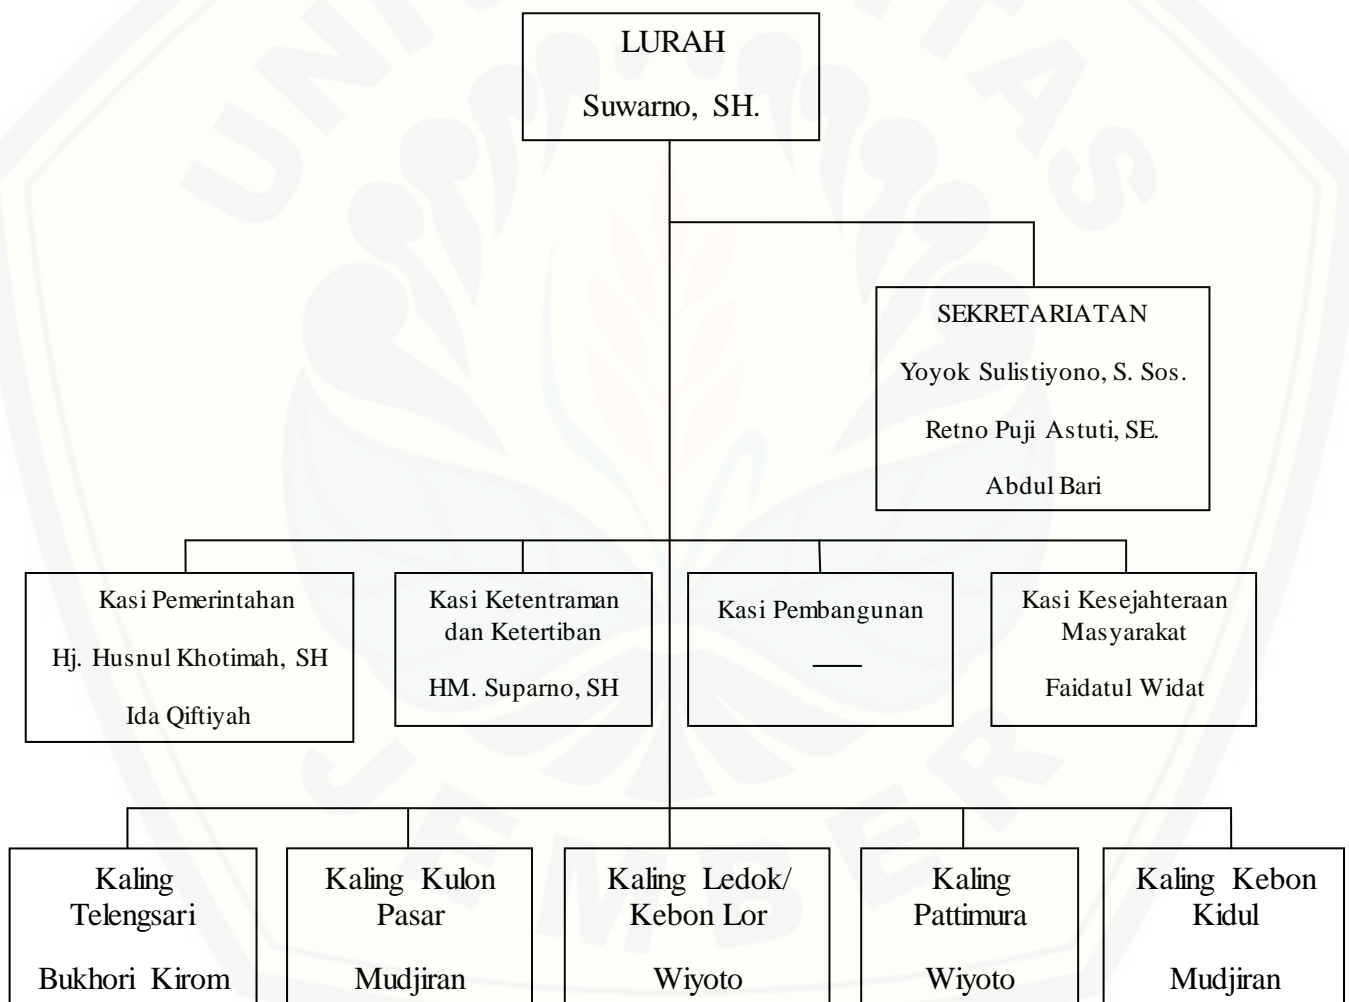 LURAH
Suwarno, SH.
SEKRETARIATAN
Yoyok Sulistiyono, S. Sos.
Retno Puji Astuti, SE.
Abdul Bari
Kasi Pemerintahan
Hj. Husnul Khotimah, SH
Ida Qiftiyah
Kasi Ketentraman
dan Ketertiban
HM. Suparno, SH
Kasi Pembangunan
Kasi Kesejahteraan
Masyarakat
Faidatul Widat
Kaling
Telengsari
Bukhori Kirom
Kaling Kulon
Pasar
Mudjiran
Kaling Ledok/
Kebon Lor
Wiyoto
Kaling
Pattimura
Wiyoto
Kaling Kebon
Kidul
Mudjiran
JEMBER